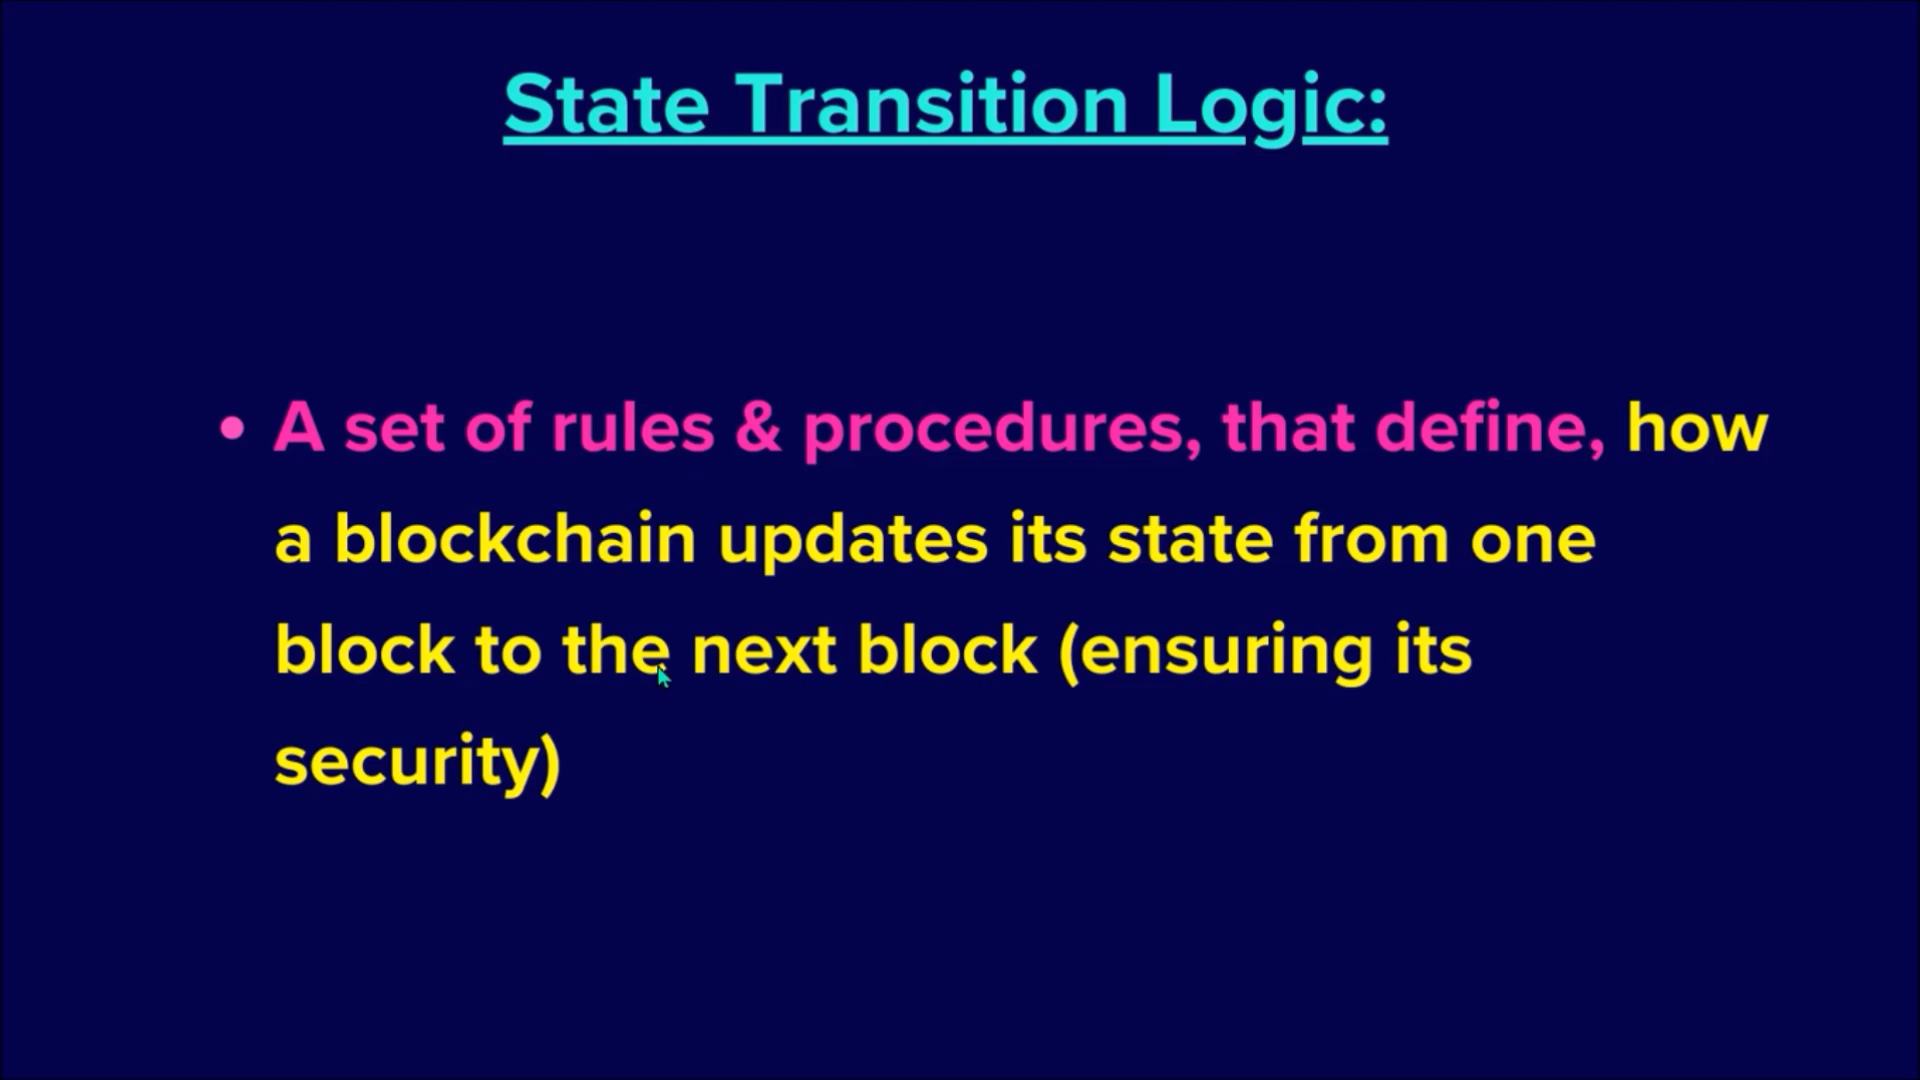 State Transition Logic:
• A set of rules & procedures, that define, how
a blockchain updates its state from one
block to the next block (ensuring its
security)